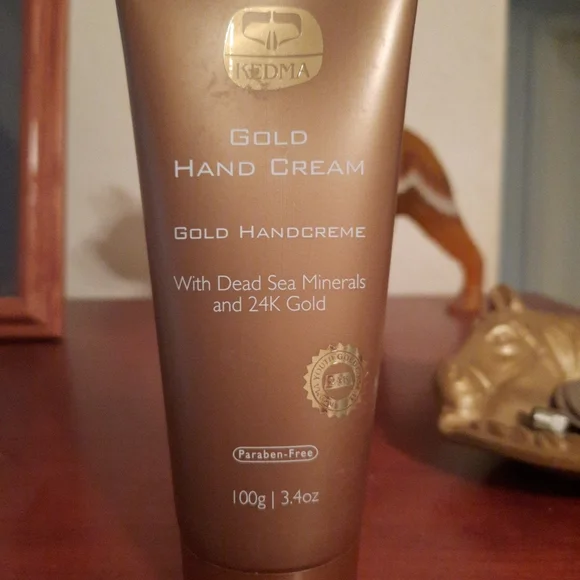 KEDMA
GOLD
HAND CREAM
GOLD HANDCREME
With Dead Sea Minerals
and 24K Gold
Paraben-Free
100g | 3.4oz